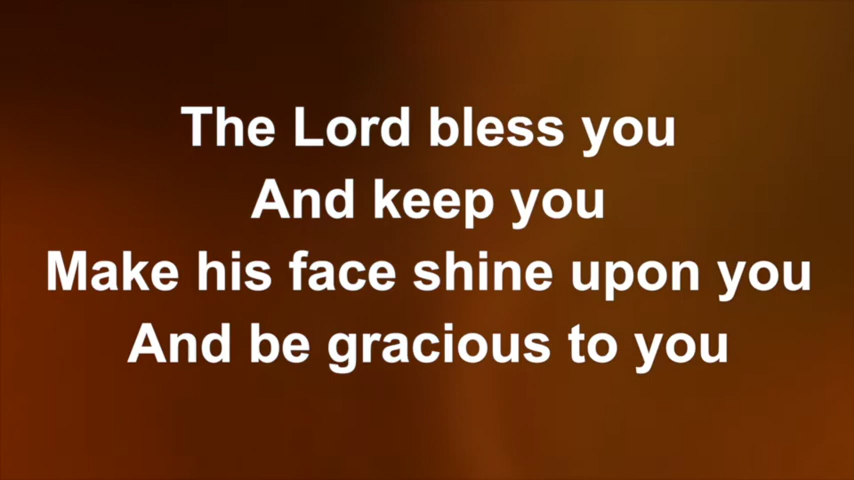 The Lord bless you
And keep you
Make his face shine upon you
And be gracious to you